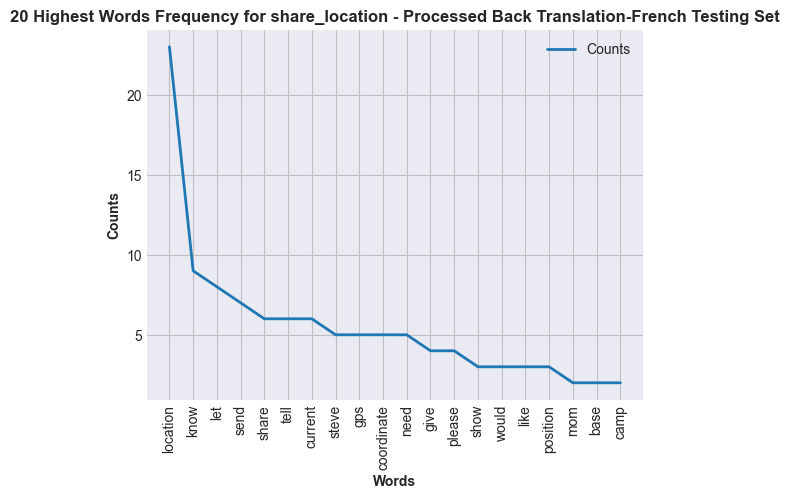 20 Highest Words Frequency for share_location - Processed Back Translation-French Testing Set
Counts
20
15
10
5
Counts
location
know
let
send
share
tell
current
steve
gps
coordinate
need
give
please
show
would
like
position
mom
base
camp
Words